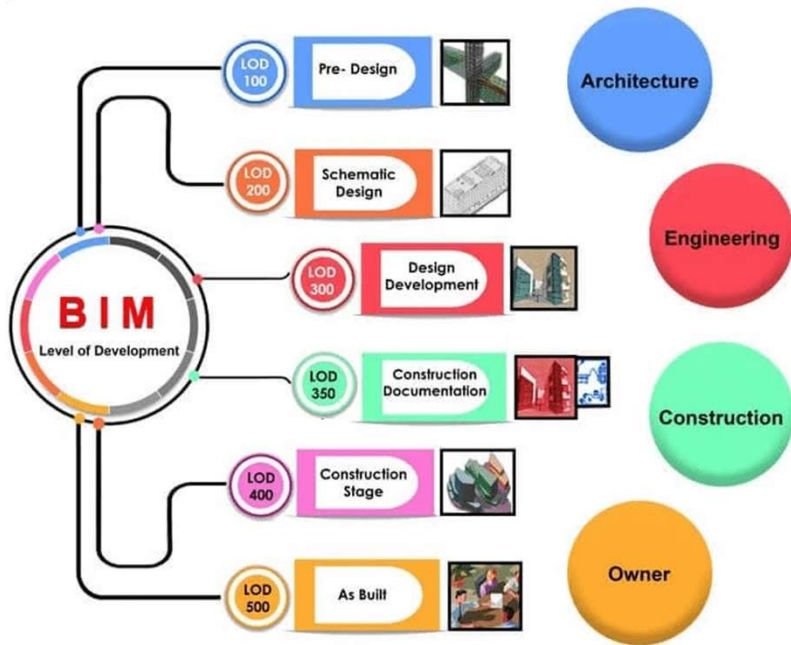 BIM
Level of Development
LOD
100
Pre- Design
LOD
200
Schematic
Design
LOD
300
Design
Development
LOD
350
Construction
Documentation
LOD
400
Construction
Stage
LOD
500
As Built
Architecture
Engineering
Construction
Owner